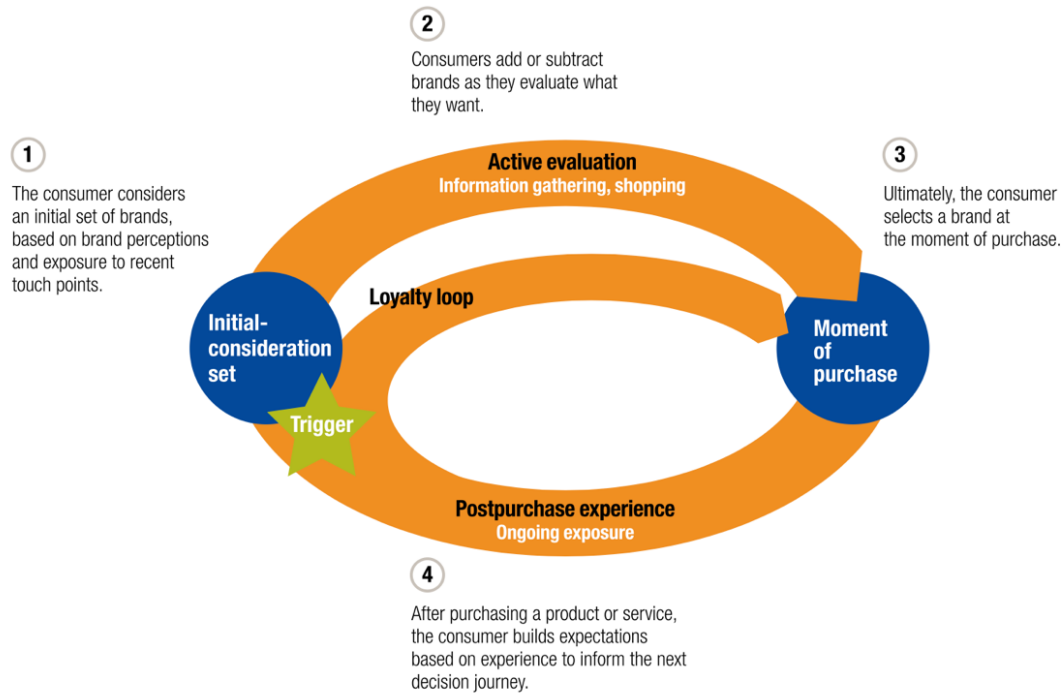 1
The consumer considers
an initial set of brands,
based on brand perceptions
and exposure to recent
touch points.
2
Consumers add or subtract
brands as they evaluate what
they want.
3
Ultimately, the consumer
selects a brand at
the moment of purchase.
Active evaluation
Information gathering, shopping
Loyalty loop
Initial-
consideration
set
Trigger
Moment
of
purchase
Postpurchase experience
Ongoing exposure
4
After purchasing a product or service,
the consumer builds expectations
based on experience to inform the next
decision journey.